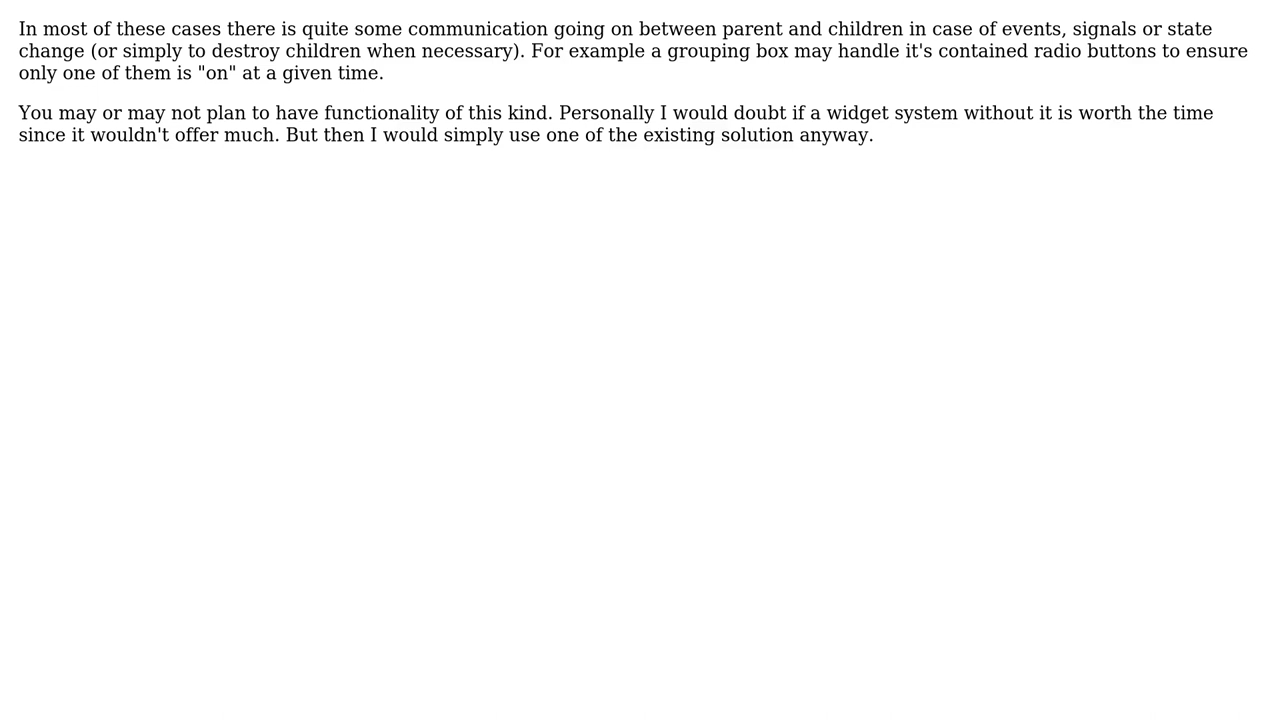 In most of these cases there is quite some communication going on between parent and children in case of events, signals or state
change (or simply to destroy children when necessary). For example a grouping box may handle it's contained radio buttons to ensure
only one of them is "on" at a given time.
You may or may not plan to have functionality of this kind. Personally I would doubt if a widget system without it is worth the time
since it wouldn't offer much. But then I would simply use one of the existing solution anyway.